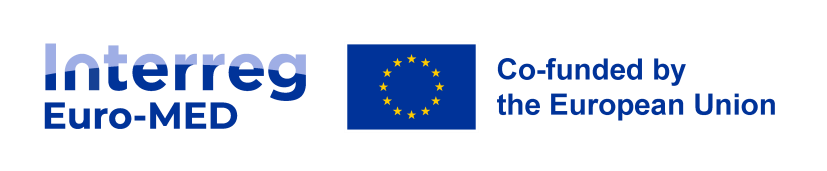 Interreg
Euro-MED
Co-funded by
the European Union